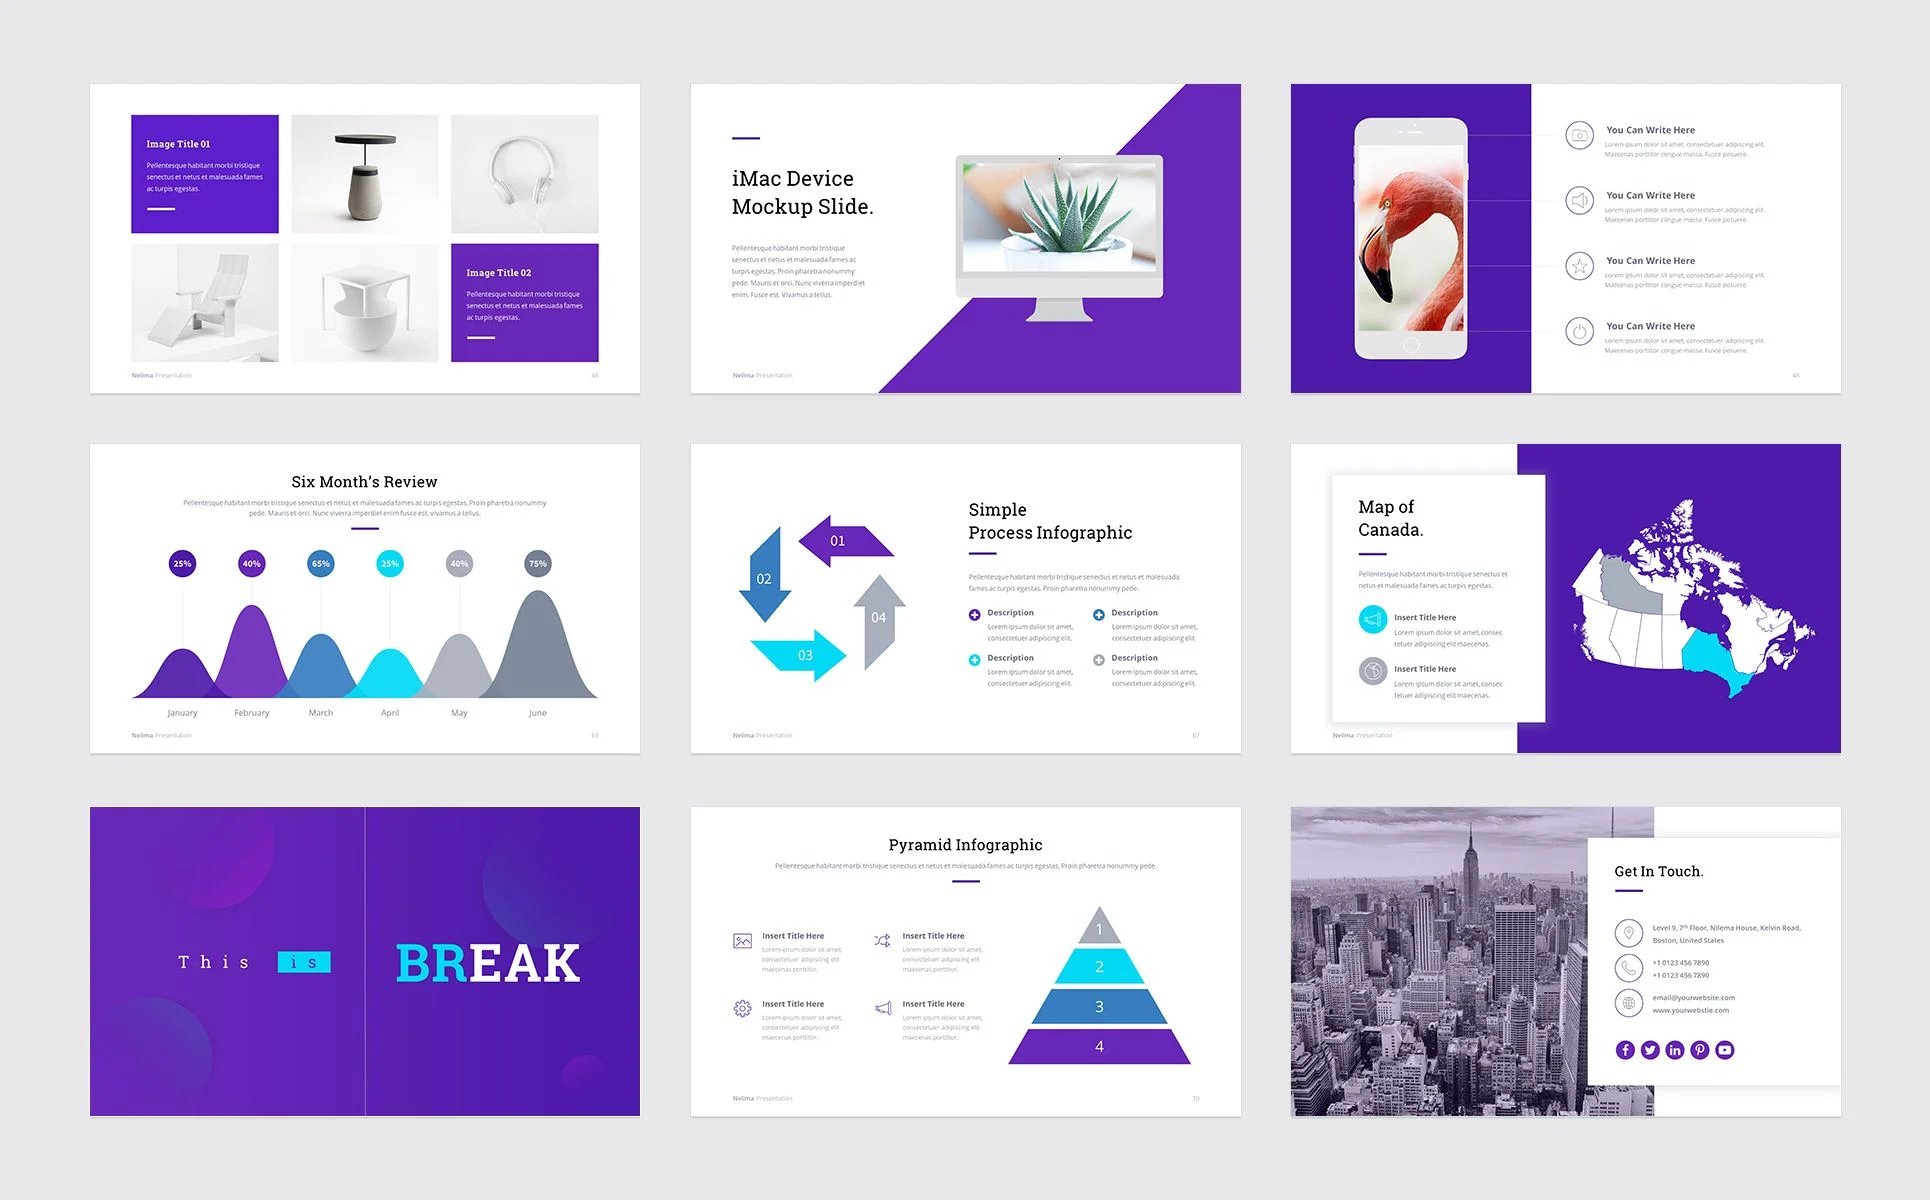 Image Title 01
Pellentesque habitant morbi tristique
senectus et netus et malesuada fames
ac turpis egestas.
Image Title 02
Pellentesque habitant morbi tristique
senectus et netus et malesuada fames
ac turpis egestas.
Nelima Presentation
46
iMac Device
Mockup Slide.
Pellentesque habitant morbi tristique
senectus et netus et malesuada fames ac
turpis egestas. Proin pharetra nonummy
pede. Mauris et orci. Nunc viverra imperdiet
enim. Fusce est. Vivamus a tellus.
Nelima Presentation
You Can Write Here
Lorem ipsum dolor sit amet, consectetuer adipiscing elit.
Maecenas porttitor congue massa. Fusce posuere.
You Can Write Here
Lorem ipsum dolor sit amet, consectetuer adipiscing elit.
Maecenas porttitor congue massa. Fusce posuere.
You Can Write Here
Lorem ipsum dolor sit amet, consectetuer adipiscing elit.
Maecenas porttitor congue massa. Fusce posuere.
You Can Write Here
Lorem ipsum dolor sit amet, consectetuer adipiscing elit.
Maecenas porttitor congue massa. Fusce posuere.
48
Six Month's Review
Pellentesque habitant morbi tristique senectus et netus et malesuada fames ac turpis egestas. Proin pharetra nonummy
pede. Mauris et orci. Nunc viverra imperdiet enim fusce est. vivamus a tellus.
25%
40%
65%
25%
40%
75%
January
February
March
April
May
June
Nelima Presentation
63
01
02
03
04
Simple
Process Infographic
Pellentesque habitant morbi tristique senectus et netus et malesuada
fames ac turpis egestas. Proin pharetra nonummy pede.
Description
Lorem ipsum dolor sit amet,
consectetuer adipiscing elit.
Description
Lorem ipsum dolor sit amet,
consectetuer adipiscing elit.
Description
Lorem ipsum dolor sit amet,
consectetuer adipiscing elit.
Description
Lorem ipsum dolor sit amet,
consectetuer adipiscing elit.
Nelima Presentation
67
Map of
Canada.
Pellentesque habitant morbi tristique senectus et
netus et malesuada fames ac turpis egestas.
Insert Title Here
Lorem ipsum dolor sit amet, consec
tetuer adipiscing elit maecenas.
Insert Title Here
Lorem ipsum dolor sit amet, consec
tetuer adipiscing elit maecenas.
Nelima Presentation
This is
BREAK
Pyramid Infographic
Pellentesque habitant morbi tristique senectus et netus et malesuada fames ac turpis egestas. Proin pharetra nonummy pede.
Insert Title Here
Lorem ipsum dolor sit amet,
consectetuer adipiscing elit
maecenas porttitor.
Insert Title Here
Lorem ipsum dolor sit amet,
consectetuer adipiscing elit
maecenas porttitor.
Insert Title Here
Lorem ipsum dolor sit amet,
consectetuer adipiscing elit
maecenas porttitor.
Insert Title Here
Lorem ipsum dolor sit amet,
consectetuer adipiscing elit
maecenas porttitor.
1
2
3
4
Nelima Presentation
70
Get In Touch.
Level 9, 7th Floor, Nilema House, Kelvin Road,
Boston, United States
+1 0123 456 7890
+1 0123 456 7890
email@yourwebsite.com
www.yourwebstie.com